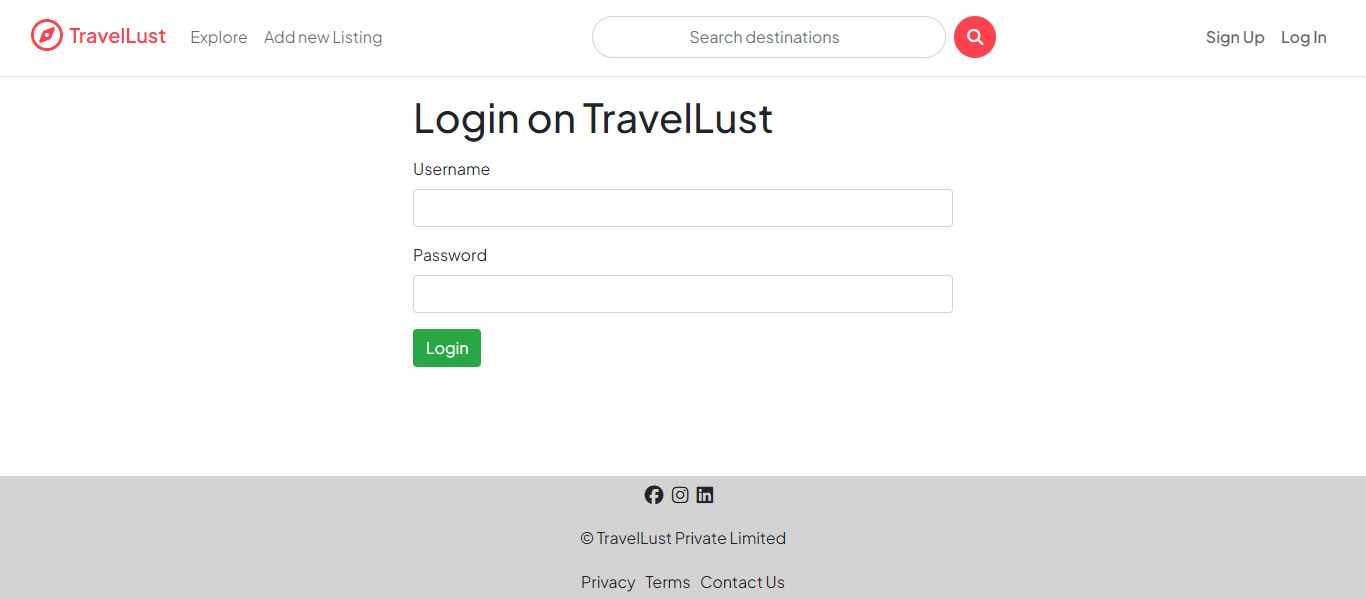 TravelLust Explore Add new Listing Search destinations Sign Up Log In
Login on TravelLust
Username
Password
Login
© TravelLust Private Limited
Privacy Terms Contact Us